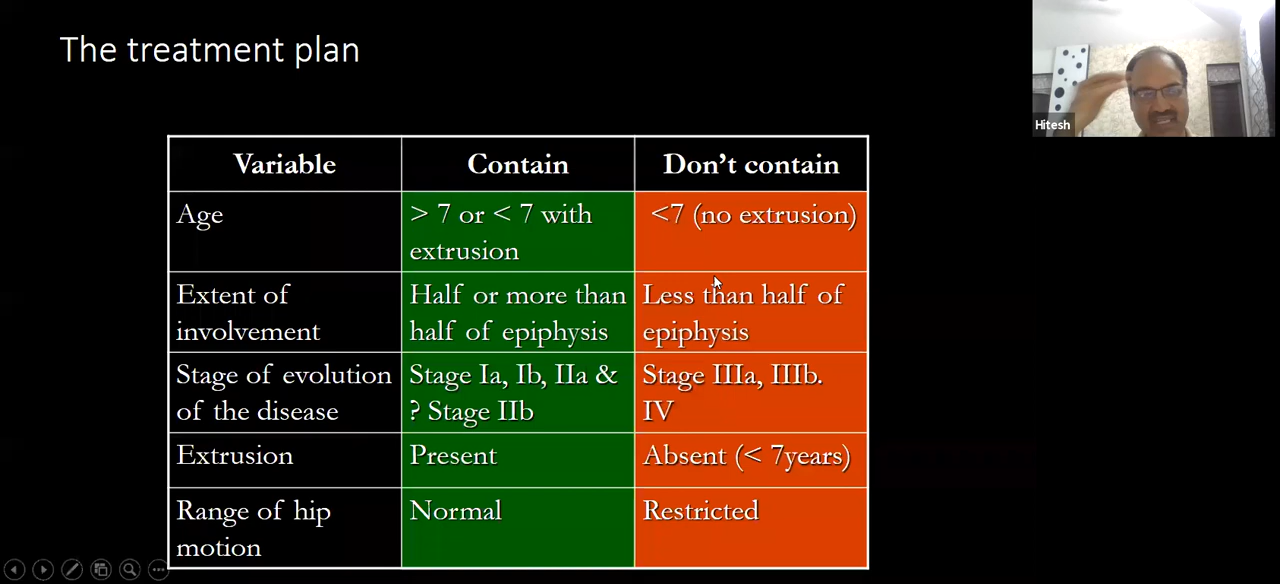 The treatment plan
Hitesh
Variable
Contain
Don't contain
Age
> 7 or < 7 with
extrusion
<7 (no extrusion)
Extent of
involvement
Half or more than
half of epiphysis
Less than half of
epiphysis
Stage of evolution
of the disease
Stage Ia, Ib, IIa &
? Stage IIb
Stage IIIa, IIIb.
IV
Extrusion
Present
Absent (< 7years)
Range of hip
motion
Normal
Restricted